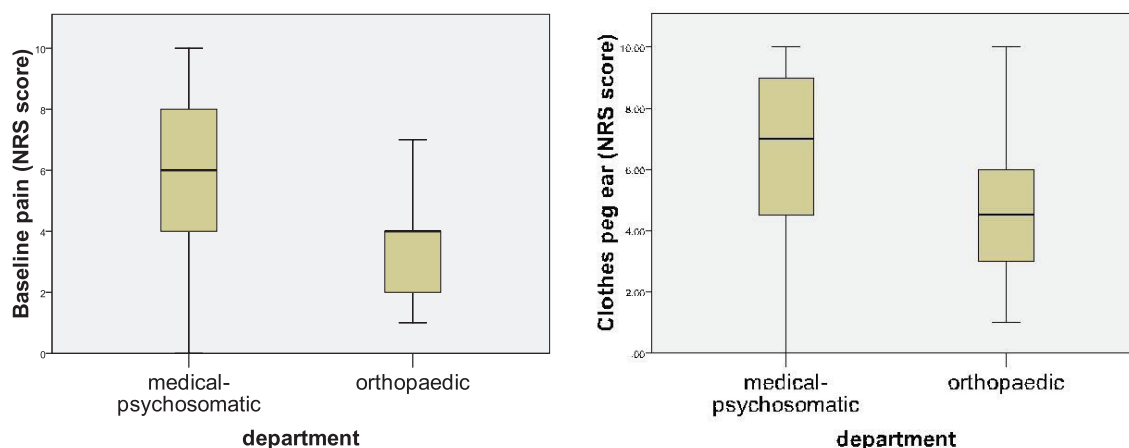 Baseline pain (NRS score)
10
8
6
4
2
0
medical-
psychosomatic
orthopaedic
department
Clothes peg ear (NRS score)
10.00
8.00
6.00
4.00
2.00
.00
medical-
psychosomatic
orthopaedic
department